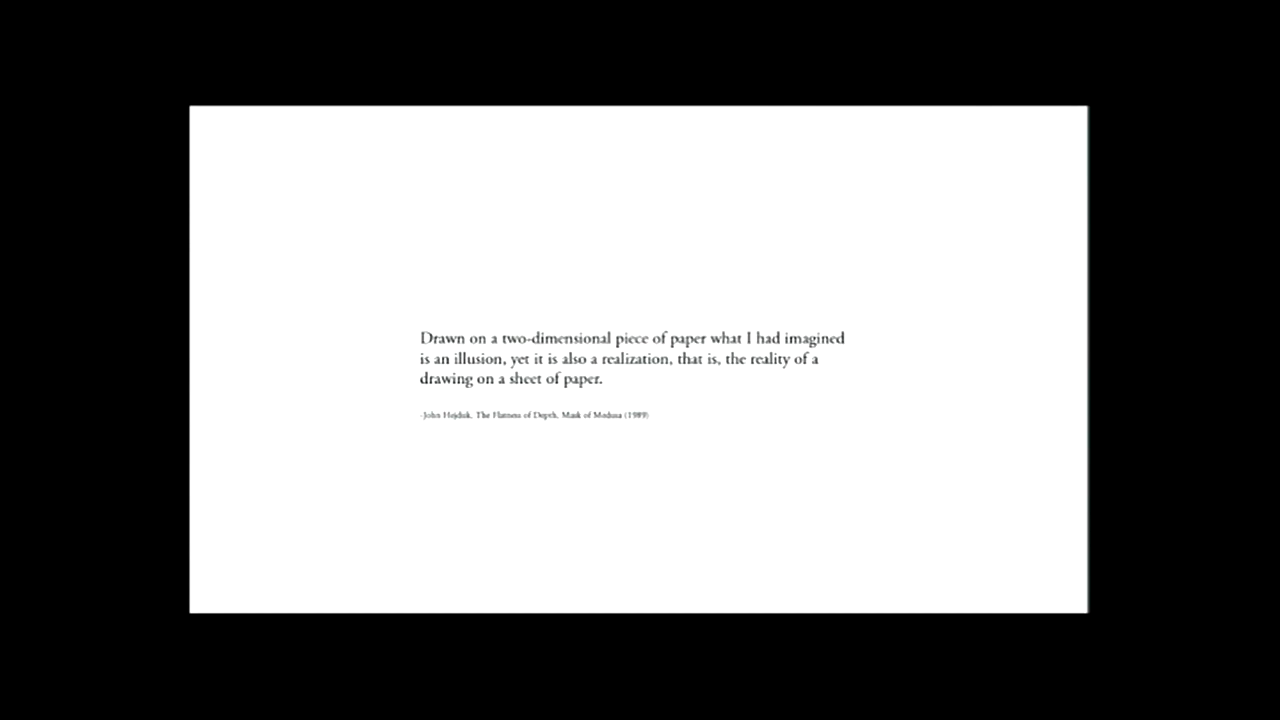 Drawn on a two-dimensional piece of paper what I had imagined
is an illusion, yet it is also a realization, that is, the reality of a
drawing on a sheet of paper.
-John Hejduk, The Flatness of Depth, Mask of Medusa (1989)